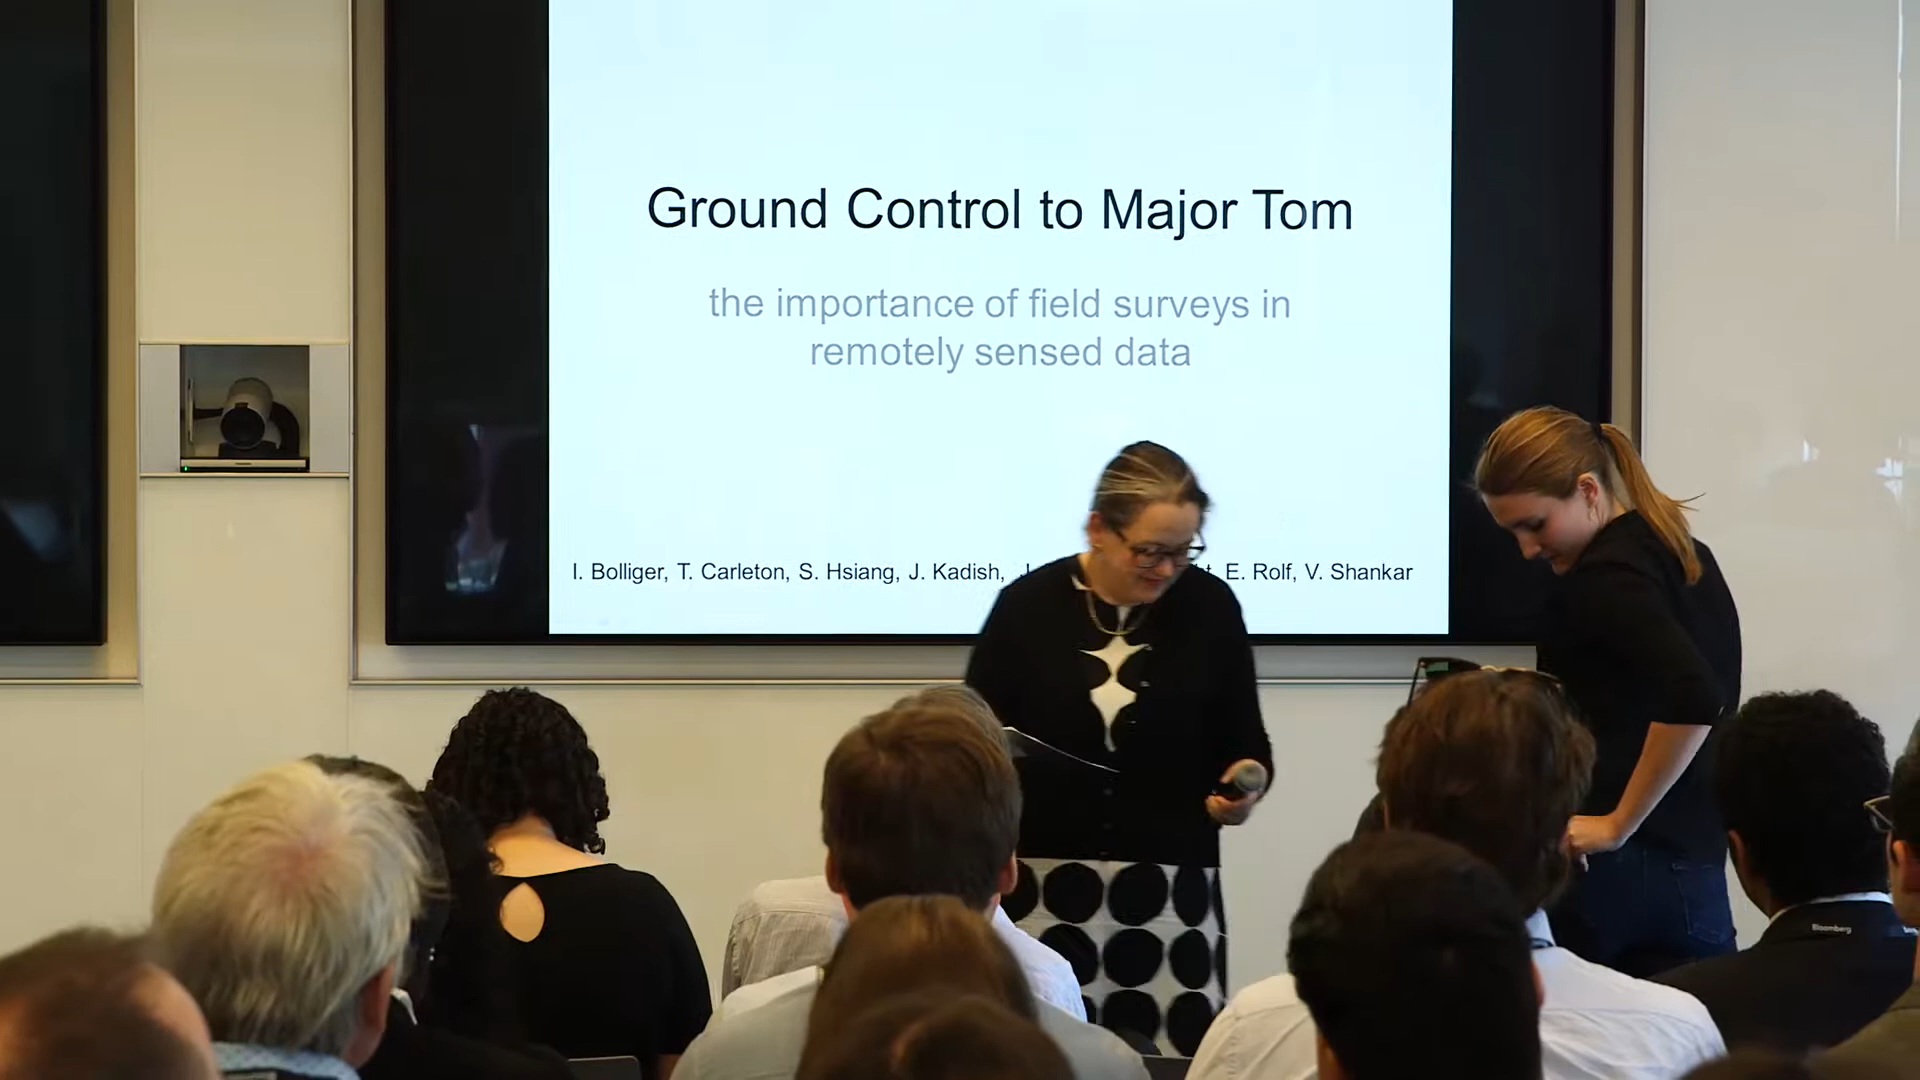 Ground Control to Major Tom
the importance of field surveys in
remotely sensed data
I. Bolliger, T. Carleton, S. Hsiang, J. Kadish, E. Rolf, V. Shankar
Bloomberg